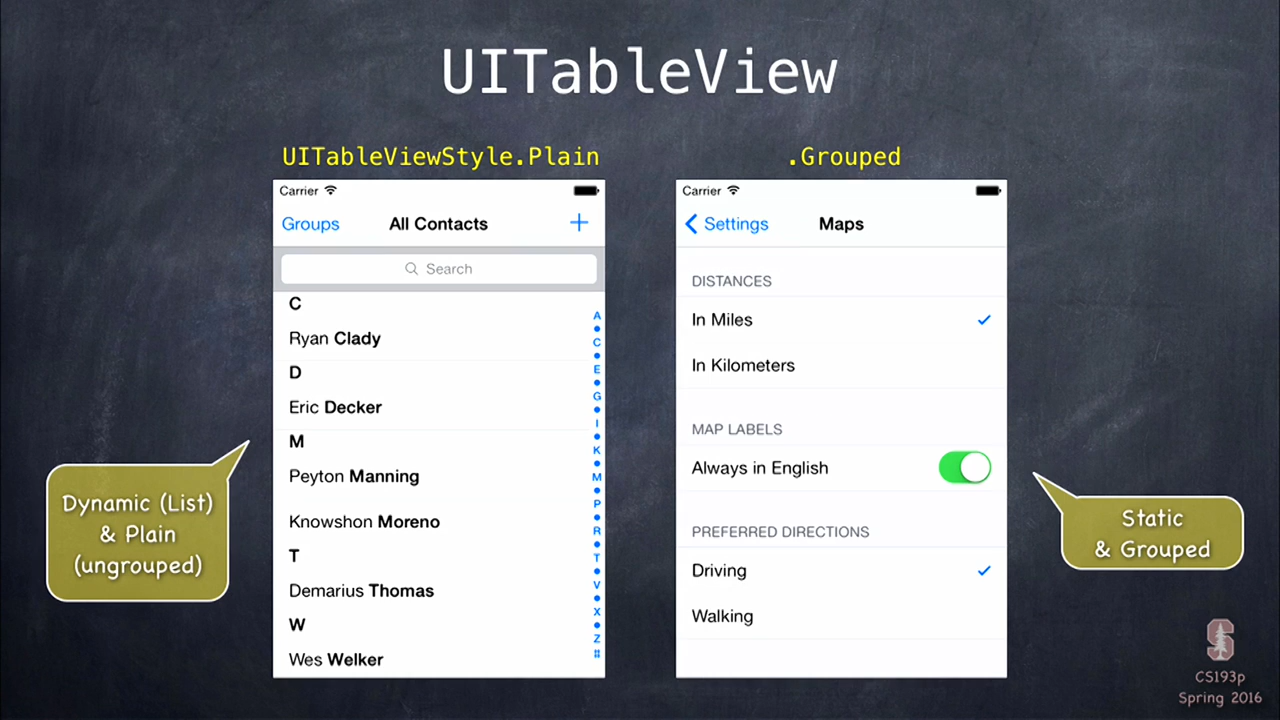 UITableView
UITableViewStyle.Plain
.Grouped
Carrier
Groups
All Contacts
+
Search
C
Ryan Clady
D
Eric Decker
M
Peyton Manning
Knowshon Moreno
T
Demarius Thomas
W
Wes Welker
A
C
E
G
I
K
M
P
R
T
V
X
Z
#
Carrier
Settings
Maps
DISTANCES
In Miles
In Kilometers
MAP LABELS
Always in English
PREFERRED DIRECTIONS
Driving
Walking
Dynamic (List)
& Plain
(ungrouped)
Static
& Grouped
S
CS193p
Spring 2016